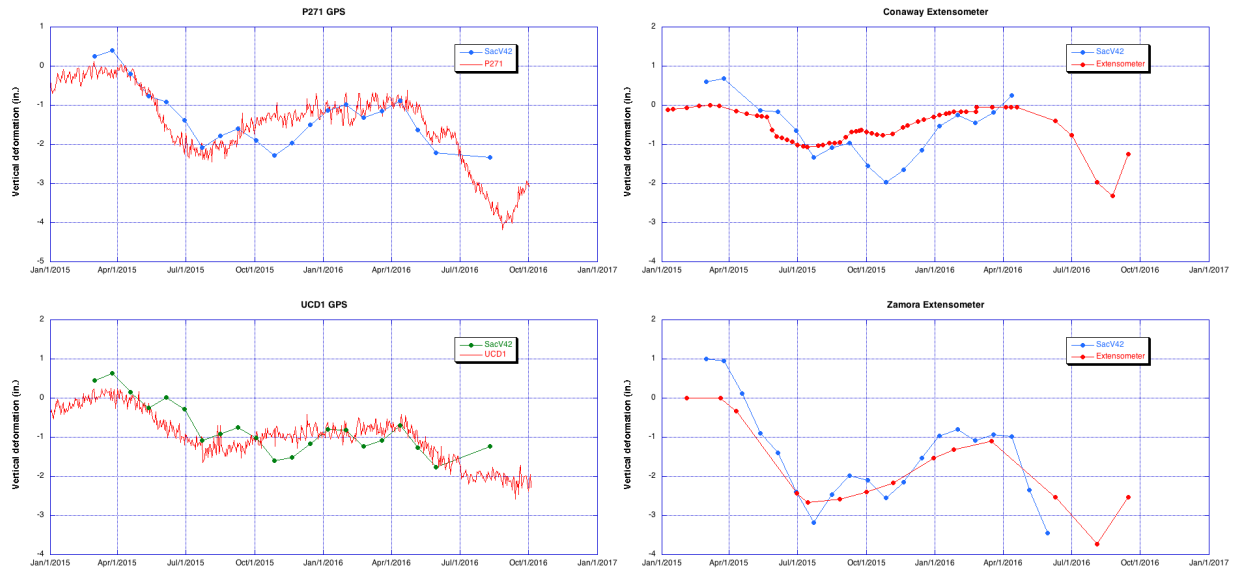 P271 GPS
Vertical deformation (in.)
1
0
-1
-2
-3
-4
-5
SacV42
P271
Jan/1/2015 Apr/1/2015 Jul/1/2015 Oct/1/2015 Jan/1/2016 Apr/1/2016 Jul/1/2016 Oct/1/2016 Jan/1/2017
Conaway Extensometer
Vertical deformation (in.)
2
1
0
-1
-2
-3
-4
SacV42
Extensometer
Jan/1/2015 Apr/1/2015 Jul/1/2015 Oct/1/2015 Jan/1/2016 Apr/1/2016 Jul/1/2016 Oct/1/2016 Jan/1/2017
UCD1 GPS
Vertical deformation (in.)
2
1
0
-1
-2
-3
-4
SacV42
UCD1
Jan/1/2015 Apr/1/2015 Jul/1/2015 Oct/1/2015 Jan/1/2016 Apr/1/2016 Jul/1/2016 Oct/1/2016 Jan/1/2017
Zamora Extensometer
Vertical deformation (in.)
2
1
0
-1
-2
-3
-4
SacV42
Extensometer
Jan/1/2015 Apr/1/2015 Jul/1/2015 Oct/1/2015 Jan/1/2016 Apr/1/2016 Jul/1/2016 Oct/1/2016 Jan/1/2017